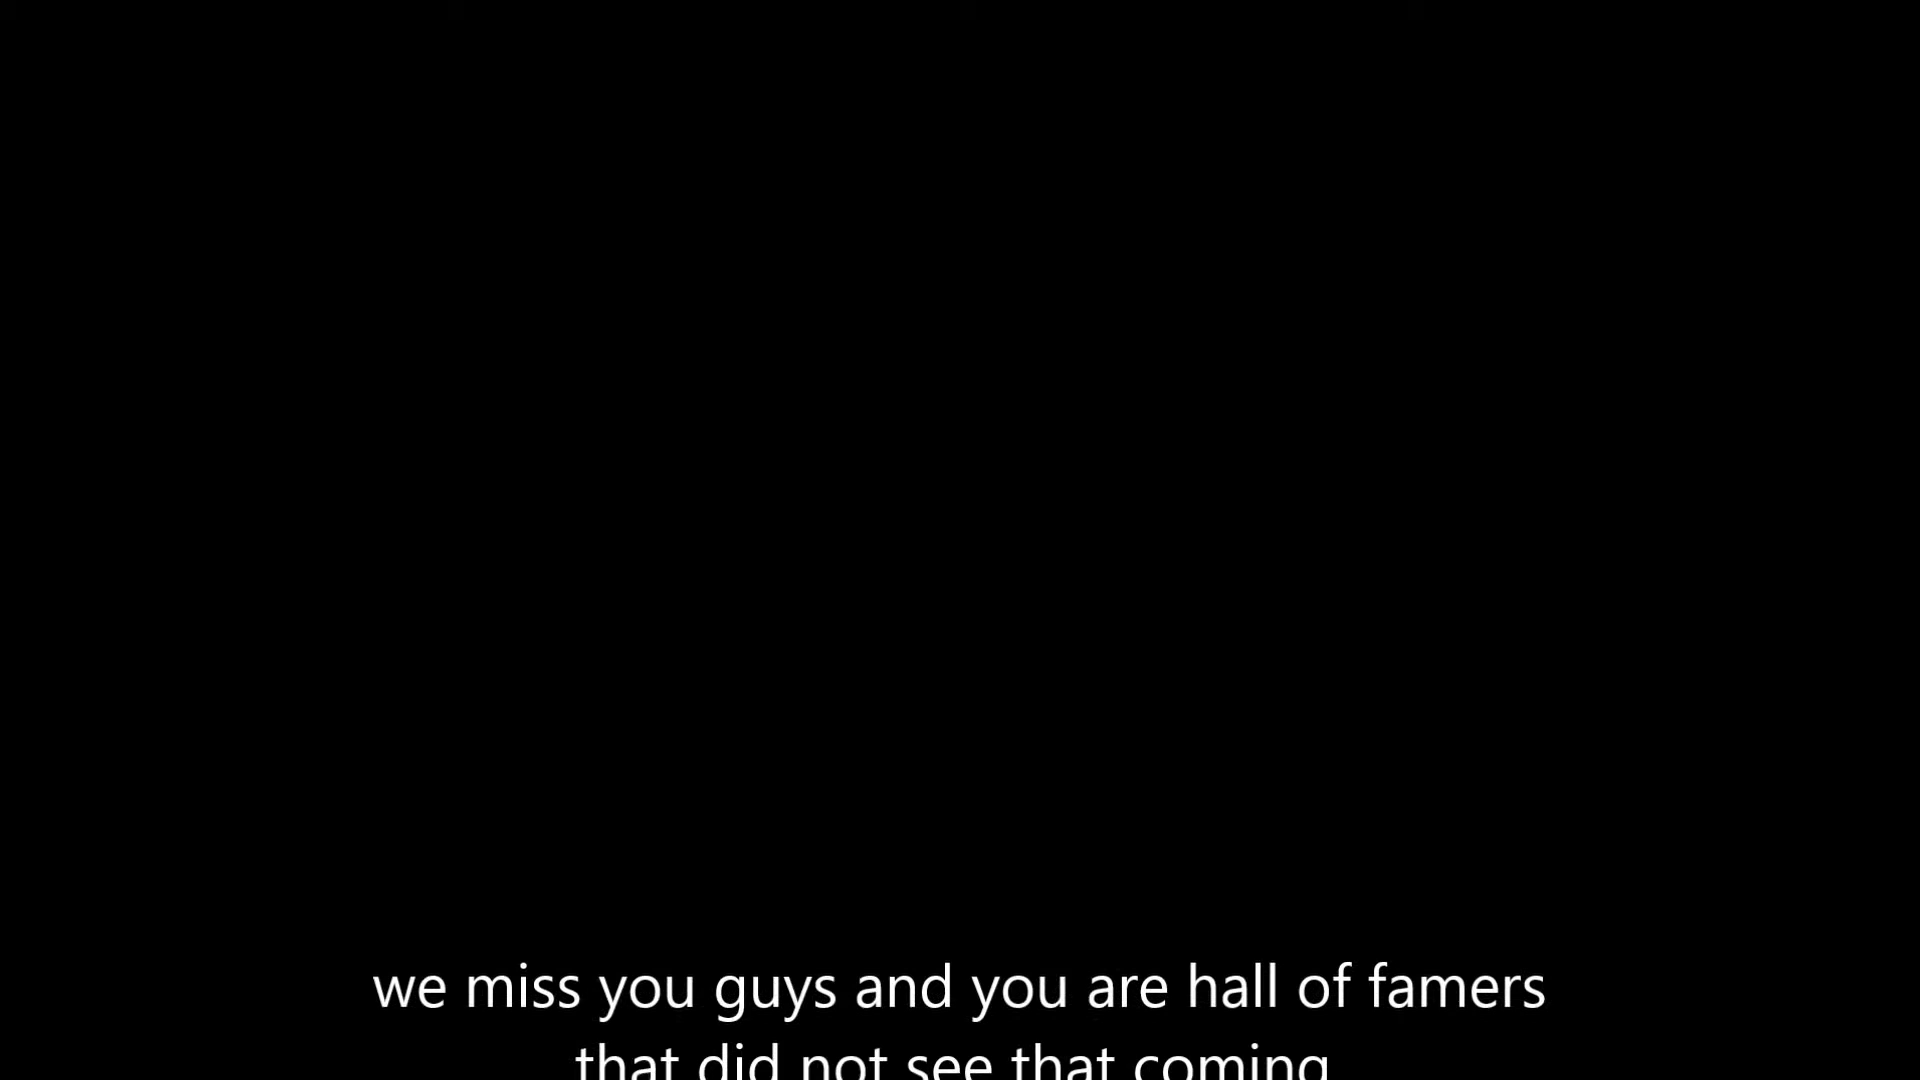 we miss you guys and you are hall of famers
that did not see that coming